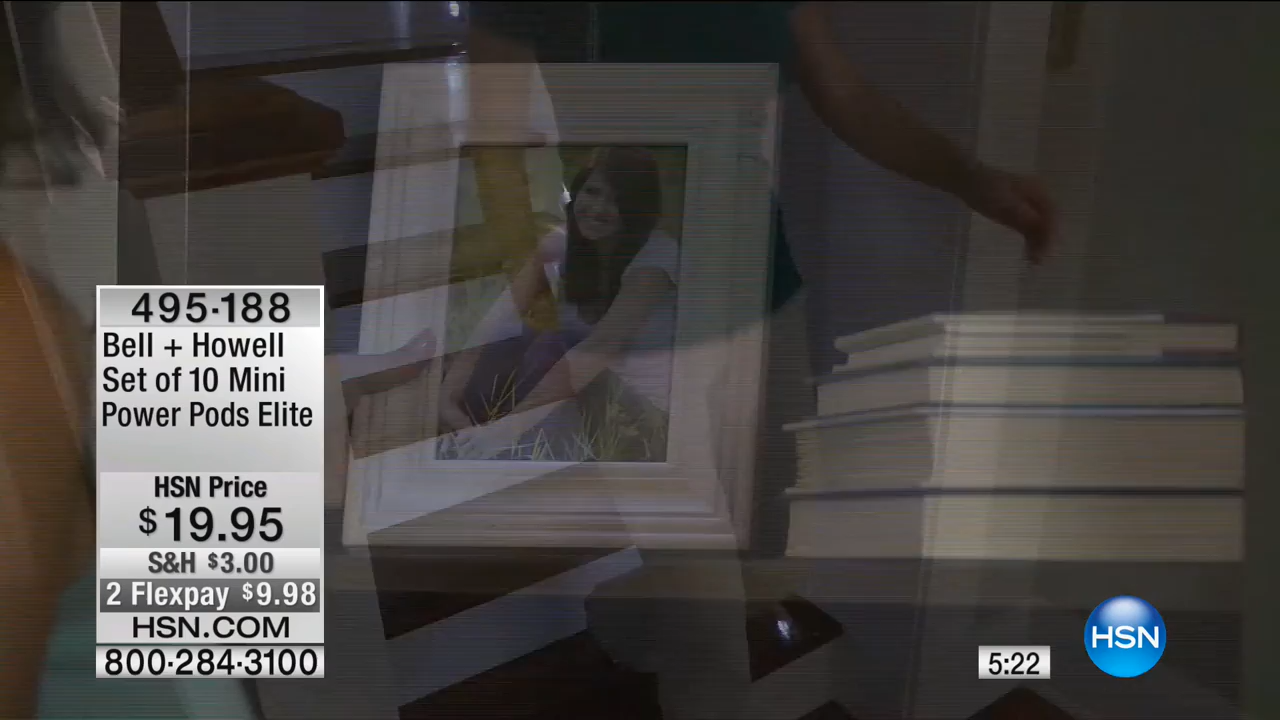 495·188
Bell + Howell
Set of 10 Mini
Power Pods Elite
HSN Price
$19.95
S&H $3.00
2 Flexpay $9.98
HSN.COM
800·284·3100
5:22
HSN